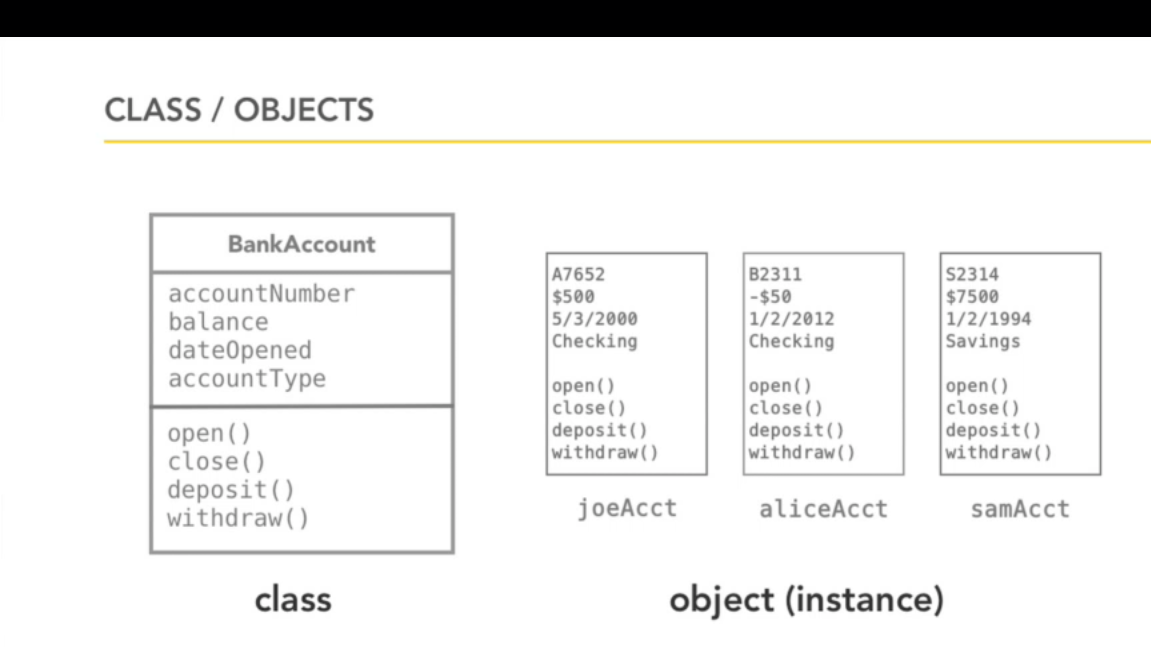 CLASS / OBJECTS
BankAccount
accountNumber
balance
dateOpened
accountType
open()
close()
deposit()
withdraw()
class
A7652
$500
5/3/2000
Checking
open()
close()
deposit()
withdraw()
joeAcct
B2311
-$50
1/2/2012
Checking
open()
close()
deposit()
withdraw()
aliceAcct
S2314
$7500
1/2/1994
Savings
open()
close()
deposit()
withdraw()
samAcct
object (instance)